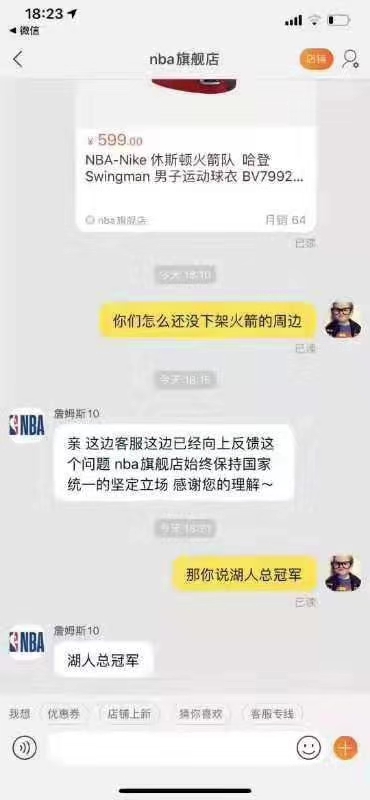 18:23
微信
nba旗舰店
店铺
¥ 599.00
NBA-Nike 休斯顿火箭队 哈登
Swingman 男子运动球衣 BV7992...
nba旗舰店
月销 64
已读
今天 18:10
你们怎么还没下架火箭的周边
已读
今天 18:15
詹姆斯10
NBA
亲 这边客服这边已经向上反馈这
个问题 nba旗舰店始终保持国家
统一的坚定立场 感谢您的理解～
今天 18:21
那你说湖人总冠军
已读
詹姆斯10
NBA
湖人总冠军
我想
优惠券
店铺上新
猜你喜欢
客服专线